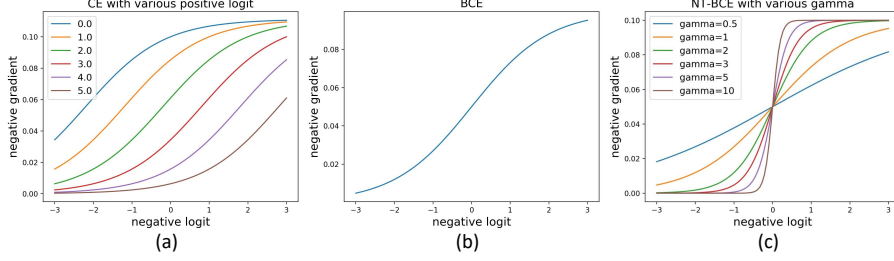 CE with various positive logit
negative gradient
0.10
0.08
0.06
0.04
0.02
0.00
0.0
1.0
2.0
3.0
4.0
5.0
−3
−2
−1
0
1
2
3
negative logit
(a)
BCE
negative gradient
0.08
0.06
0.04
0.02
−3
−2
−1
0
1
2
3
negative logit
(b)
NT-BCE with various gamma
negative gradient
0.10
0.08
0.06
0.04
0.02
0.00
gamma=0.5
gamma=1
gamma=2
gamma=3
gamma=5
gamma=10
−3
−2
−1
0
1
2
3
negative logit
(c)